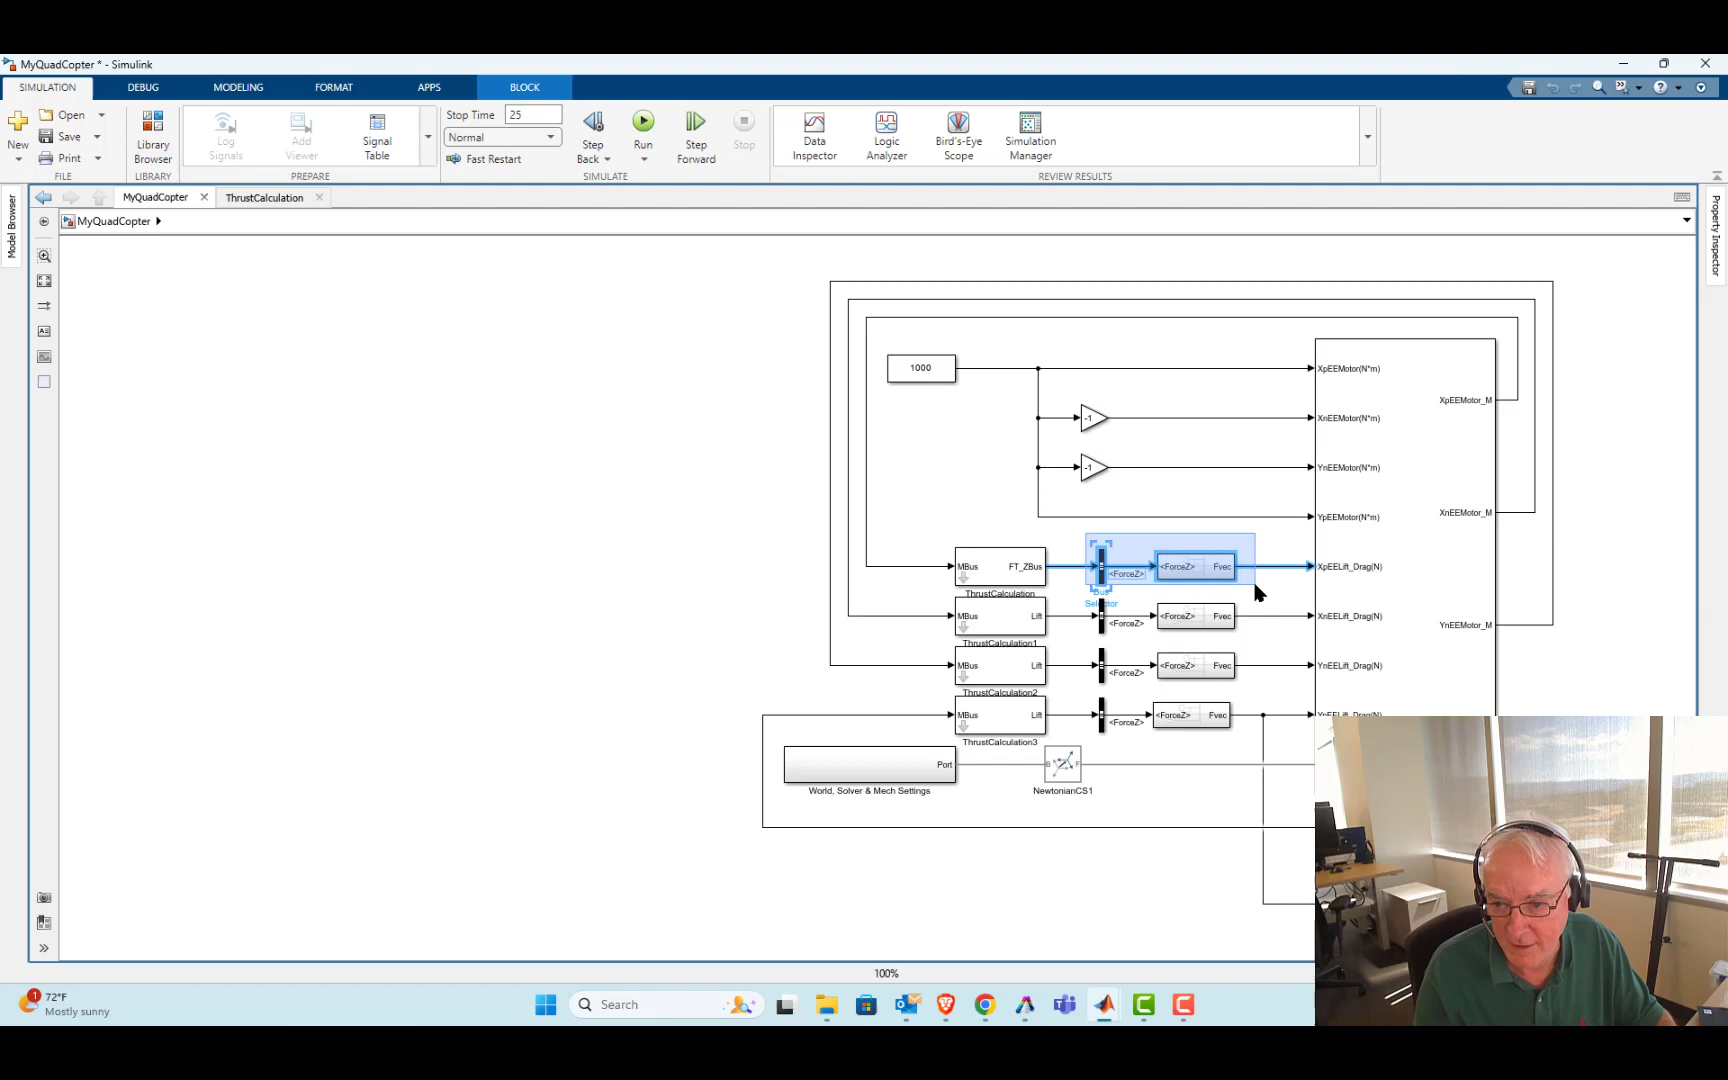 MyQuadCopter * - Simulink
SIMULATION
DEBUG
MODELING
FORMAT
APPS
BLOCK
New
Open
Save
Print
FILE
Library
Browser
LIBRARY
Log
Signals
Add
Viewer
Signal
Table
PREPARE
Stop Time
25
Normal
Fast Restart
Step
Back
Run
Step
Forward
Stop
SIMULATE
Data
Inspector
Logic
Analyzer
Bird's-Eye
Scope
Simulation
Manager
REVIEW RESULTS
Model Browser
MyQuadCopter
ThrustCalculation
Property Inspector
MyQuadCopter
1000
XpEEMotor(N*m)
XpEEMotor_M
-1
XnEEMotor(N*m)
-1
YnEEMotor(N*m)
YpEEMotor(N*m)
XnEEMotor_M
MBus
FT_ZBus
<ForceZ>
<ForceZ>
Fvec
XpEELift_Drag(N)
ThrustCalculation
Bus
Selector
MBus
Lift
<ForceZ>
<ForceZ>
Fvec
XnEELift_Drag(N)
YnEEMotor_M
ThrustCalculation1
MBus
Lift
<ForceZ>
<ForceZ>
Fvec
YnEELift_Drag(N)
ThrustCalculation2
MBus
Lift
<ForceZ>
<ForceZ>
Fvec
ThrustCalculation3
Port
B
F
World, Solver & Mech Settings
NewtonianCS1
100%
1
72°F
Mostly sunny
Search